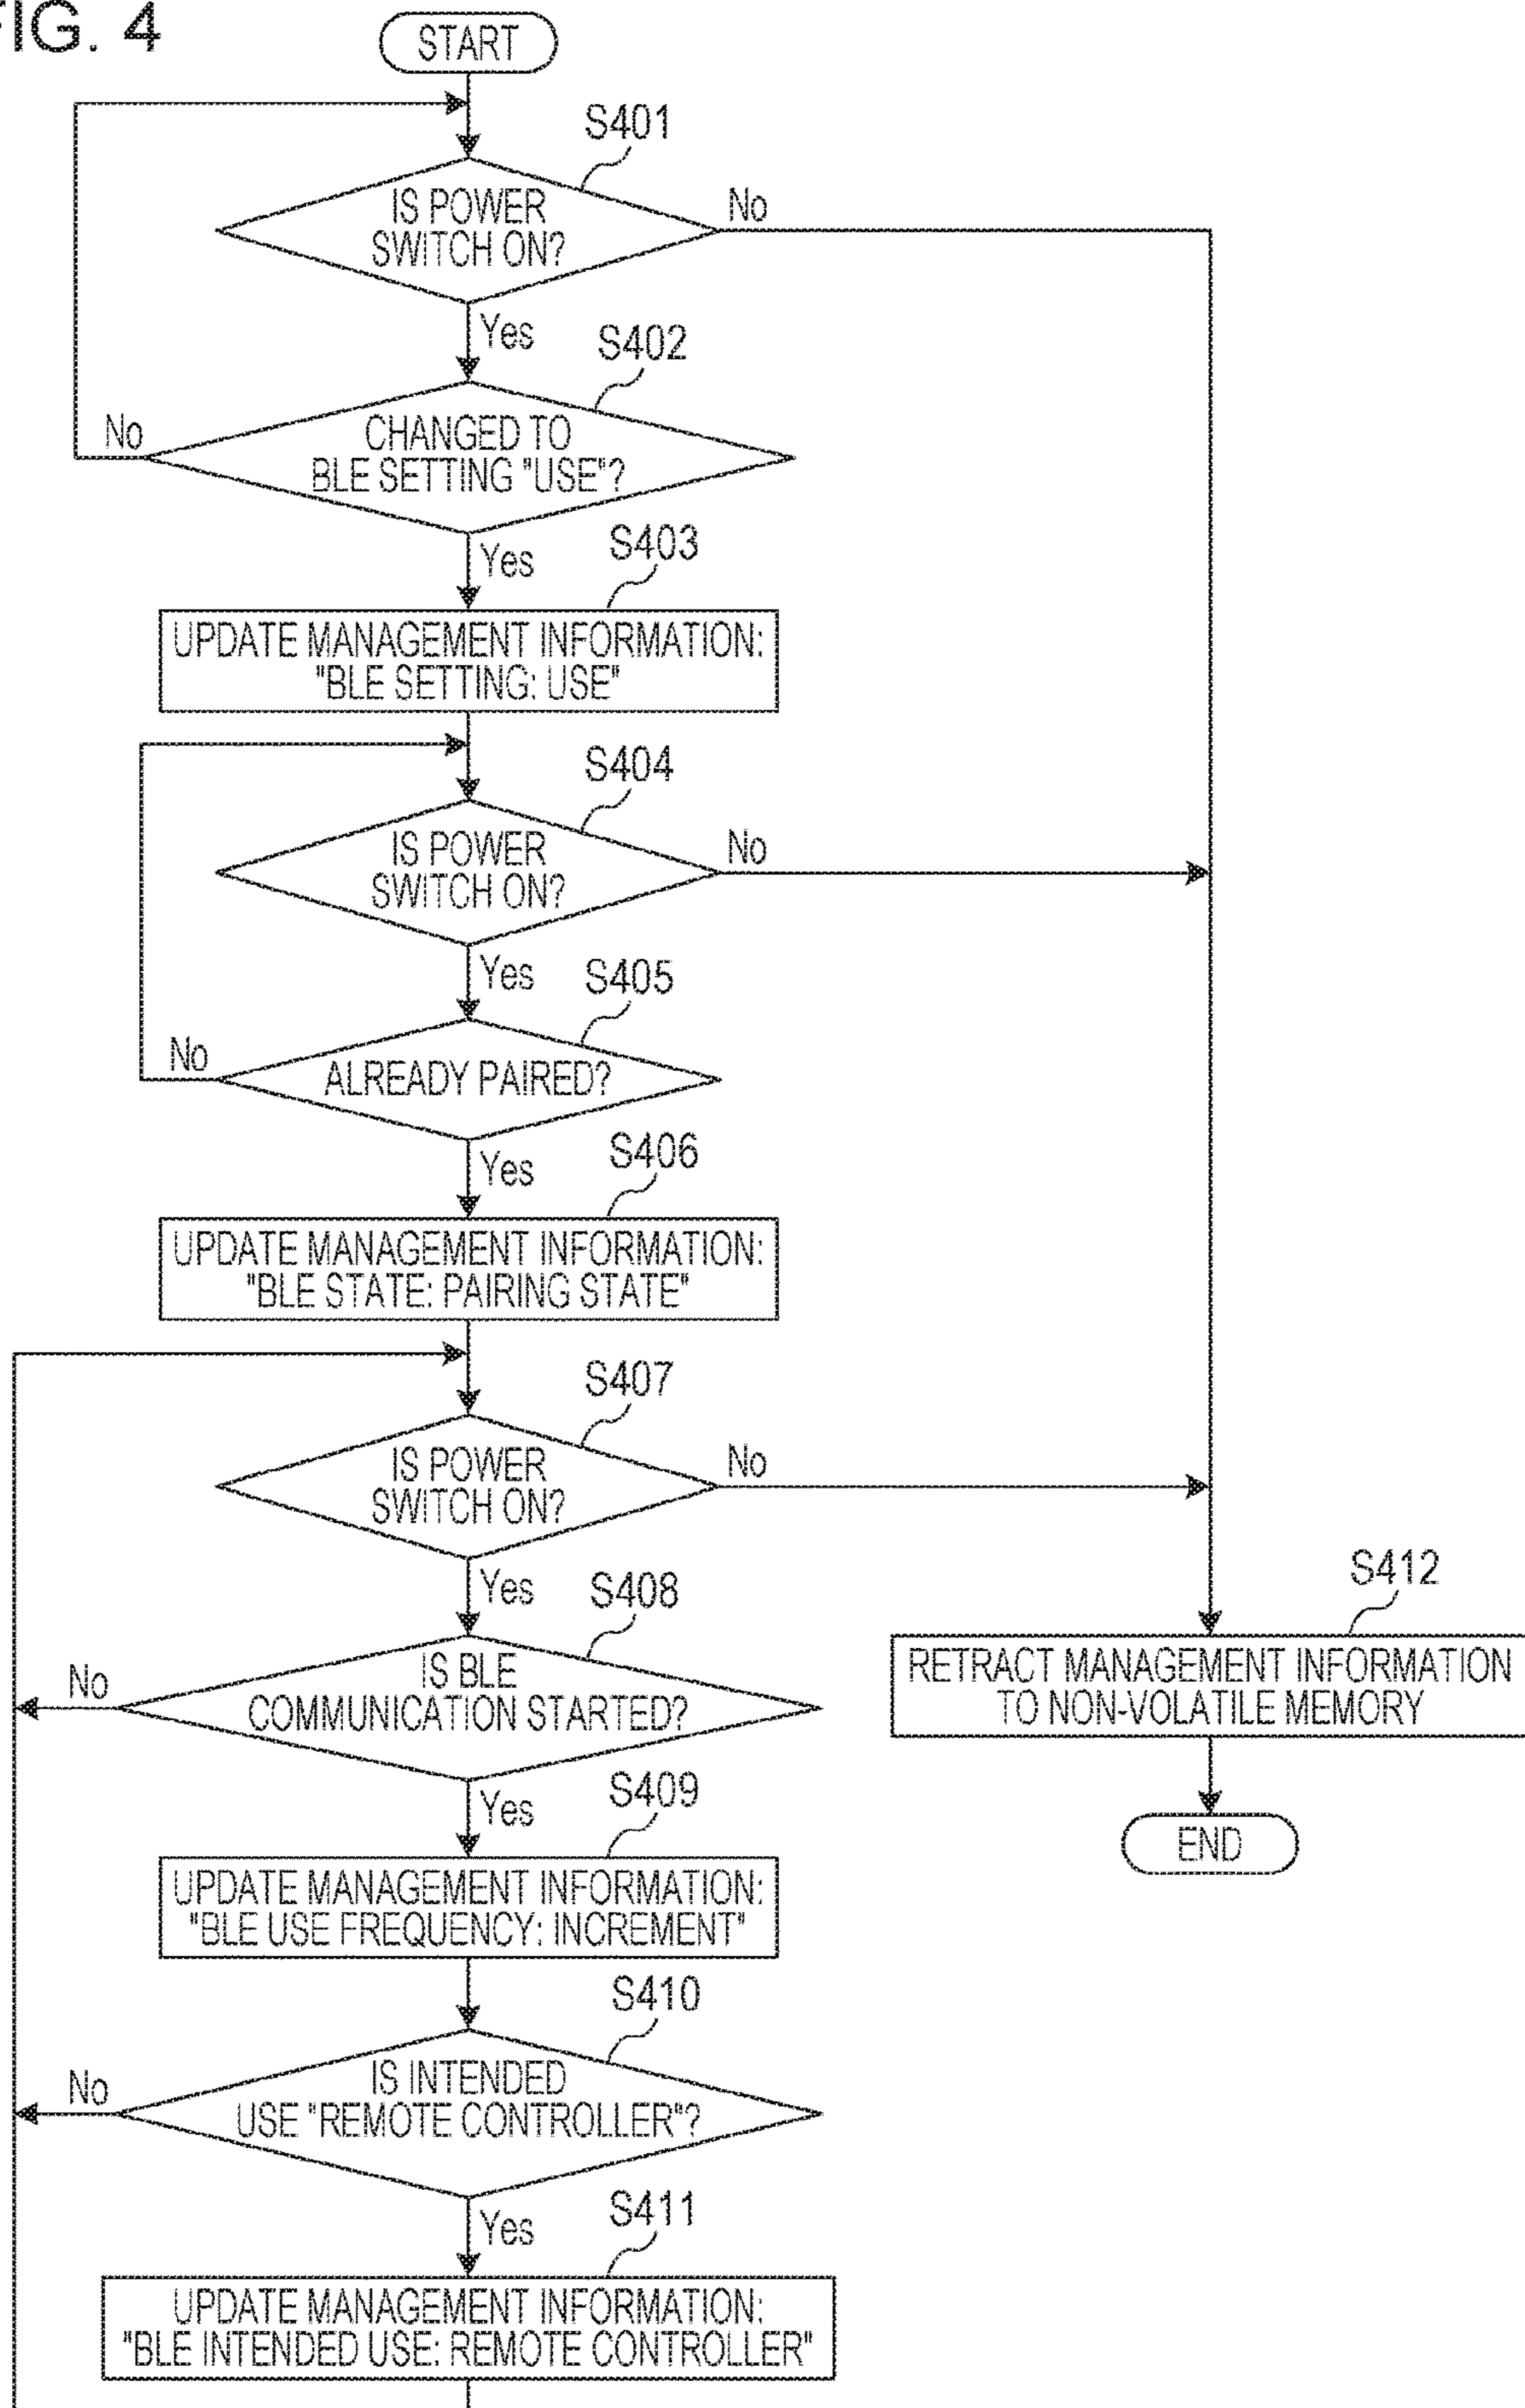 FIG. 4
START
S401
IS POWER
SWITCH ON?
No
Yes
S402
CHANGED TO
BLE SETTING "USE"?
No
Yes
S403
UPDATE MANAGEMENT INFORMATION:
"BLE SETTING: USE"
S404
IS POWER
SWITCH ON?
No
Yes
S405
ALREADY PAIRED?
No
Yes
S406
UPDATE MANAGEMENT INFORMATION:
"BLE STATE: PAIRING STATE"
S407
IS POWER
SWITCH ON?
No
Yes
S408
IS BLE
COMMUNICATION STARTED?
No
Yes
S409
UPDATE MANAGEMENT INFORMATION:
"BLE USE FREQUENCY: INCREMENT"
S410
IS INTENDED
USE "REMOTE CONTROLLER"?
No
Yes
S411
UPDATE MANAGEMENT INFORMATION:
"BLE INTENDED USE: REMOTE CONTROLLER"
S412
RETRACT MANAGEMENT INFORMATION
TO NON-VOLATILE MEMORY
END